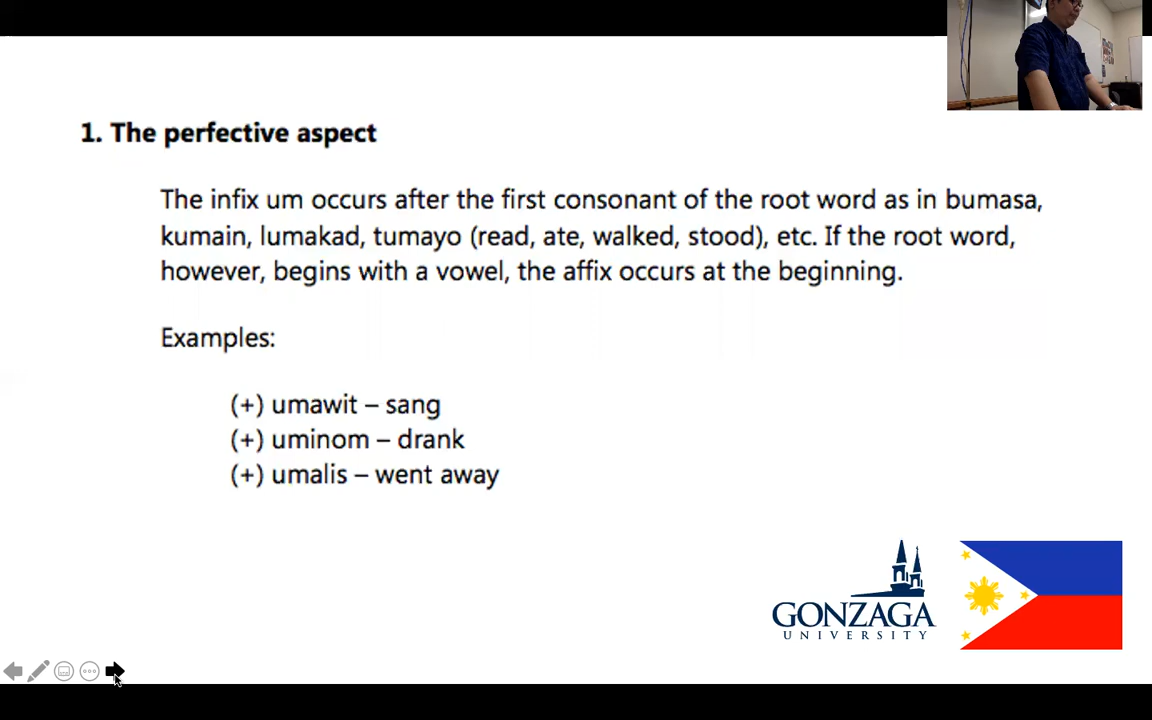 1. The perfective aspect
The infix um occurs after the first consonant of the root word as in bumasa,
kumain, lumakad, tumayo (read, ate, walked, stood), etc. If the root word,
however, begins with a vowel, the affix occurs at the beginning.
Examples:
(+) umawit – sang
(+) uminom – drank
(+) umalis – went away
GONZAGA
UNIVERSITY